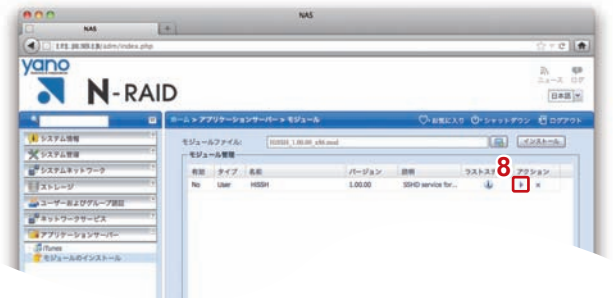 NAS
NAS
adm/index.php
yano
N-RAID
ニュース ログ
日本語
ホーム » アプリケーションサーバー » モジュール
お気に入り シャットダウン ログアウト
システム情報
システム管理
システムネットワーク
ストレージ
ユーザーおよびグループ認証
ネットワークサービス
アプリケーションサーバー
iTunes
モジュールのインストール
モジュールファイル:
インストール
モジュール管理
有効 タイプ 名前 バージョン 説明 アクション
No User HISSH 1.00.00 SSHD service for...
8